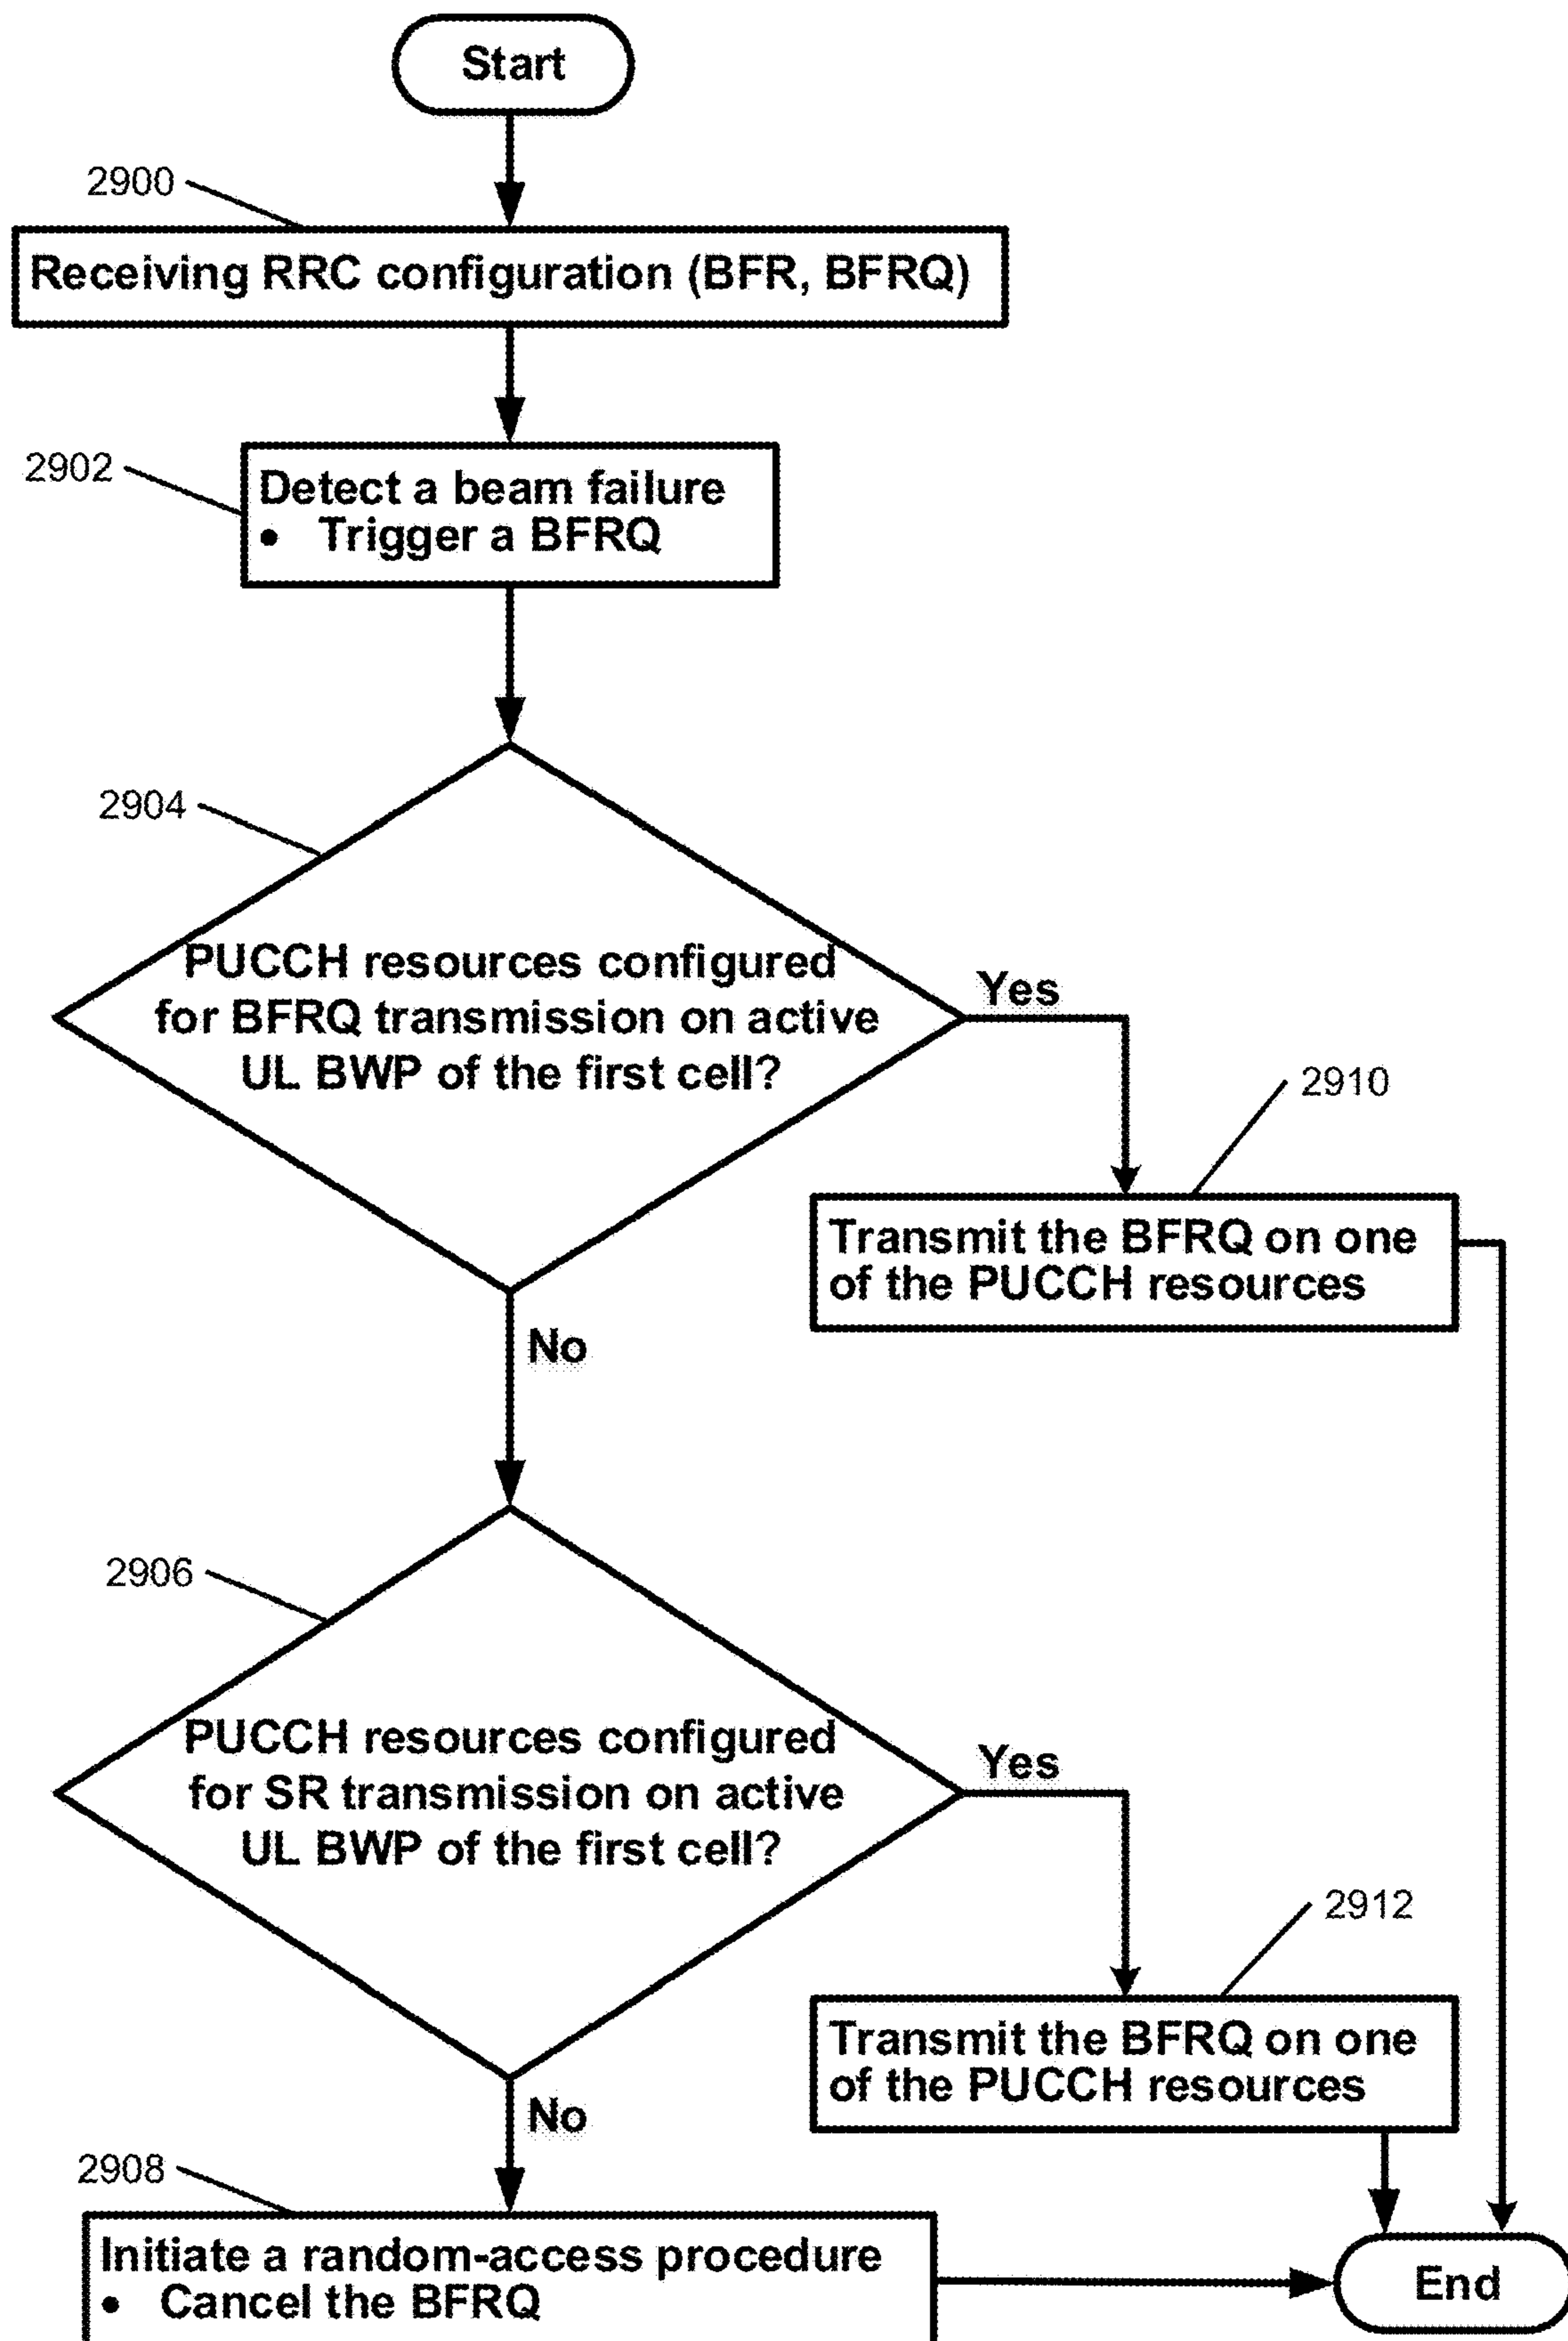 Start
2900
Receiving RRC configuration (BFR, BFRQ)
2902
Detect a beam failure
• Trigger a BFRQ
2904
PUCCH resources configured
for BFRQ transmission on active
UL BWP of the first cell?
Yes
2910
Transmit the BFRQ on one
of the PUCCH resources
No
2906
PUCCH resources configured
for SR transmission on active
UL BWP of the first cell?
Yes
2912
Transmit the BFRQ on one
of the PUCCH resources
No
2908
Initiate a random-access procedure
• Cancel the BFRQ
End